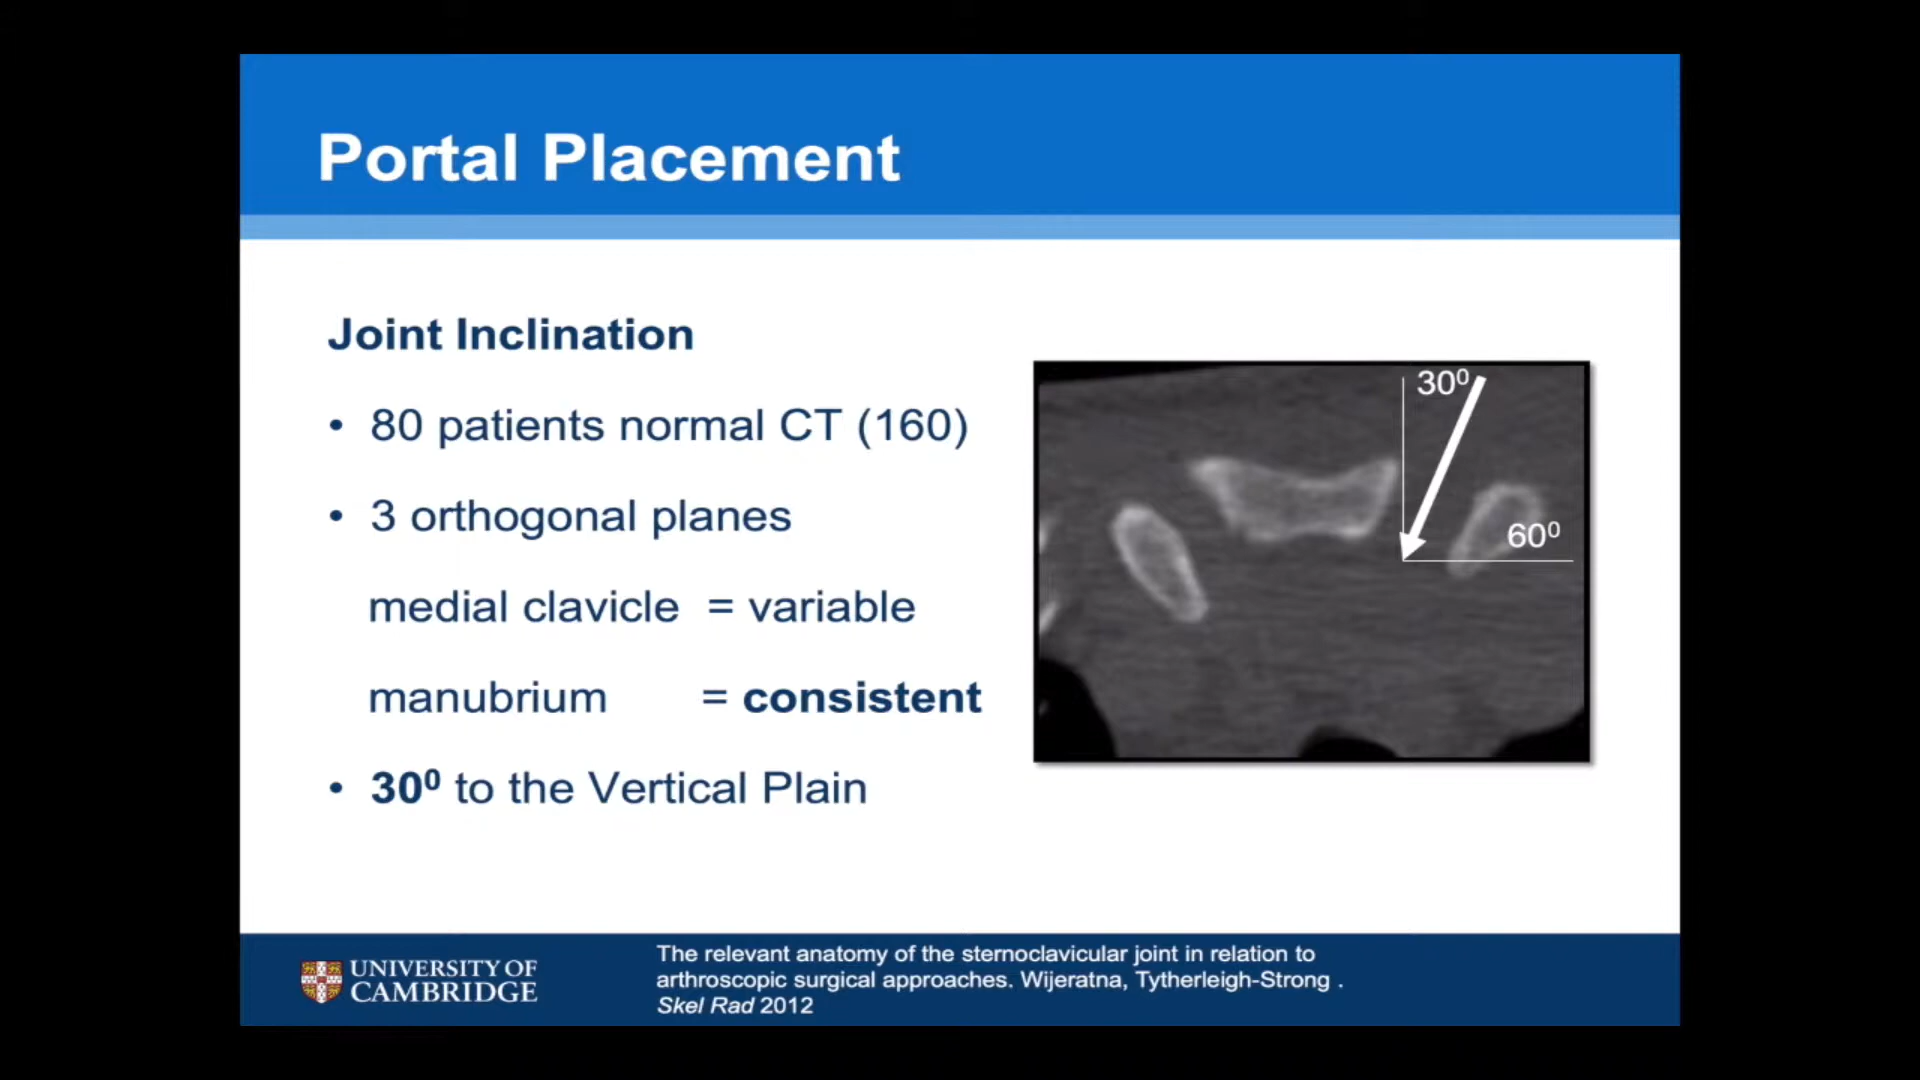 Portal Placement
Joint Inclination
• 80 patients normal CT (160)
• 3 orthogonal planes
medial clavicle = variable
manubrium = consistent
• 30⁰ to the Vertical Plain
30⁰
60⁰
UNIVERSITY OF
CAMBRIDGE
The relevant anatomy of the sternoclavicular joint in relation to
arthroscopic surgical approaches. Wijeratna, Tytherleigh-Strong .
Skel Rad 2012